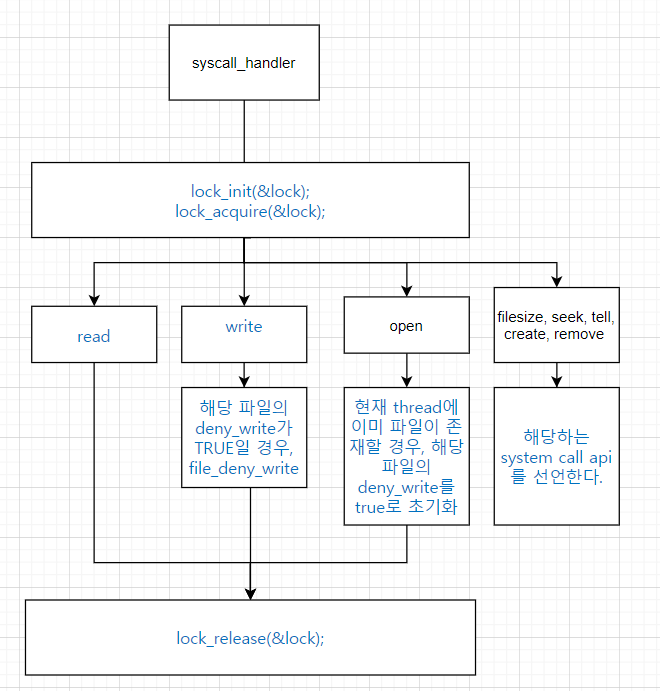 syscall_handler
lock_init(&lock);
lock_acquire(&lock);
read
write
open
filesize, seek, tell,
create, remove
해당 파일의
deny_write가
TRUE일 경우,
file_deny_write
현재 thread에
이미 파일이 존
재할 경우, 해당
파일의
deny_write를
true로 초기화
해당하는
system call api
를 선언한다.
lock_release(&lock);